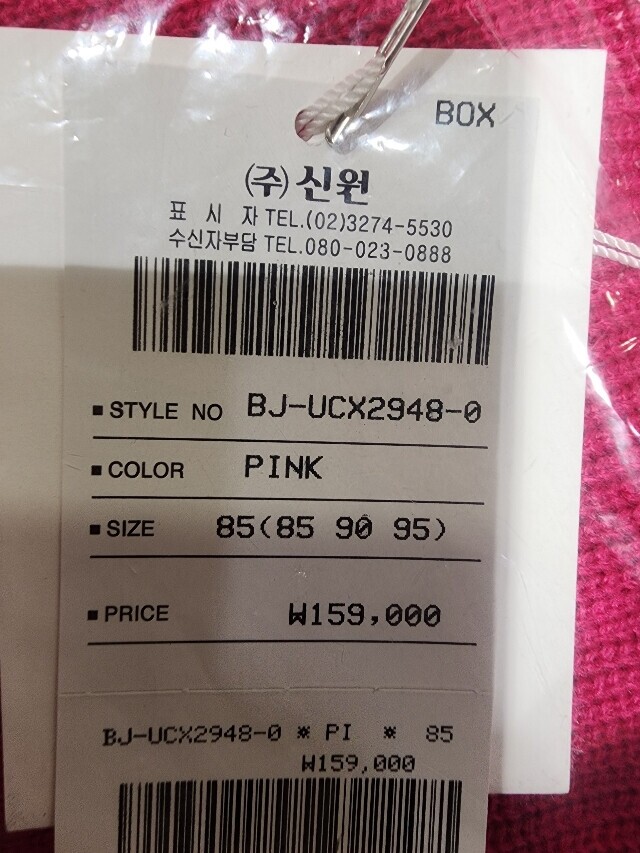 BOX
㈜신원
표 시 자 TEL.(02)3274-5530
수신자부담 TEL.080-023-0888
■ STYLE NO BJ-UCX2948-0
■ COLOR PINK
■ SIZE 85(85 90 95)
■ PRICE ₩159,000
BJ-UCX2948-0 * PI * 85
₩159,000